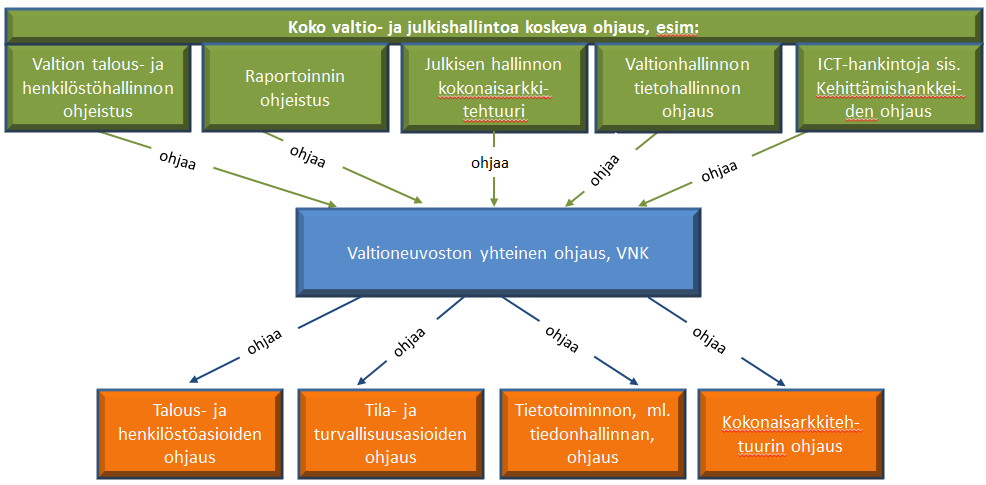 Koko valtio- ja julkishallintoa koskeva ohjaus, esim:
Valtion talous- ja
henkilöstöhallinnon
ohjeistus
Raportoinnin
ohjeistus
Julkisen hallinnon
kokonaisarkki-
tehtuuri
Valtionhallinnon
tietohallinnon
ohjaus
ICT-hankintoja sis.
Kehittämishankkei-
den ohjaus
ohjaa
ohjaa
ohjaa
ohjaa
ohjaa
Valtioneuvoston yhteinen ohjaus, VNK
ohjaa
ohjaa
ohjaa
ohjaa
Talous- ja
henkilöstöasioiden
ohjaus
Tila- ja
turvallisuusasioiden
ohjaus
Tietotoiminnon, ml.
tiedonhallinnan,
ohjaus
Kokonaisarkkiteh-
tuurin ohjaus